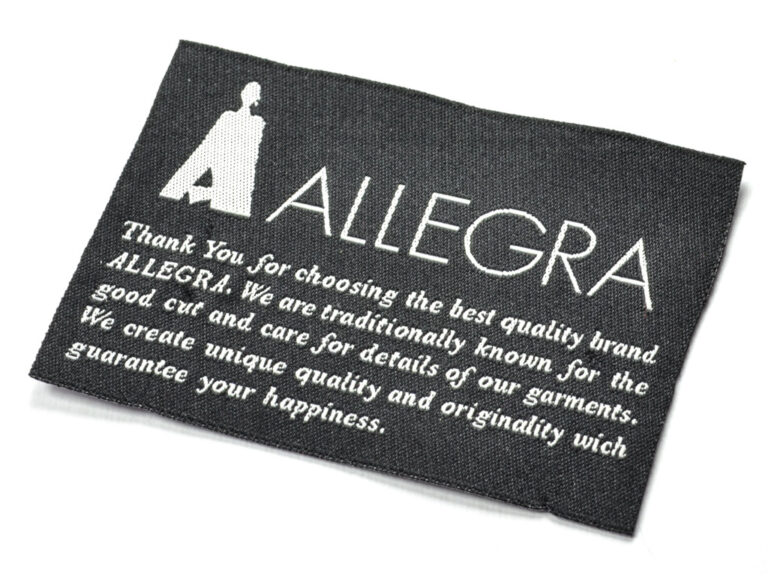 A ALLEGRA
Thank You for choosing the best quality brand
ALLEGRA. We are traditionally known for the
good cut and care for details of our garments.
We create unique quality and originality wich
guarantee your happiness.